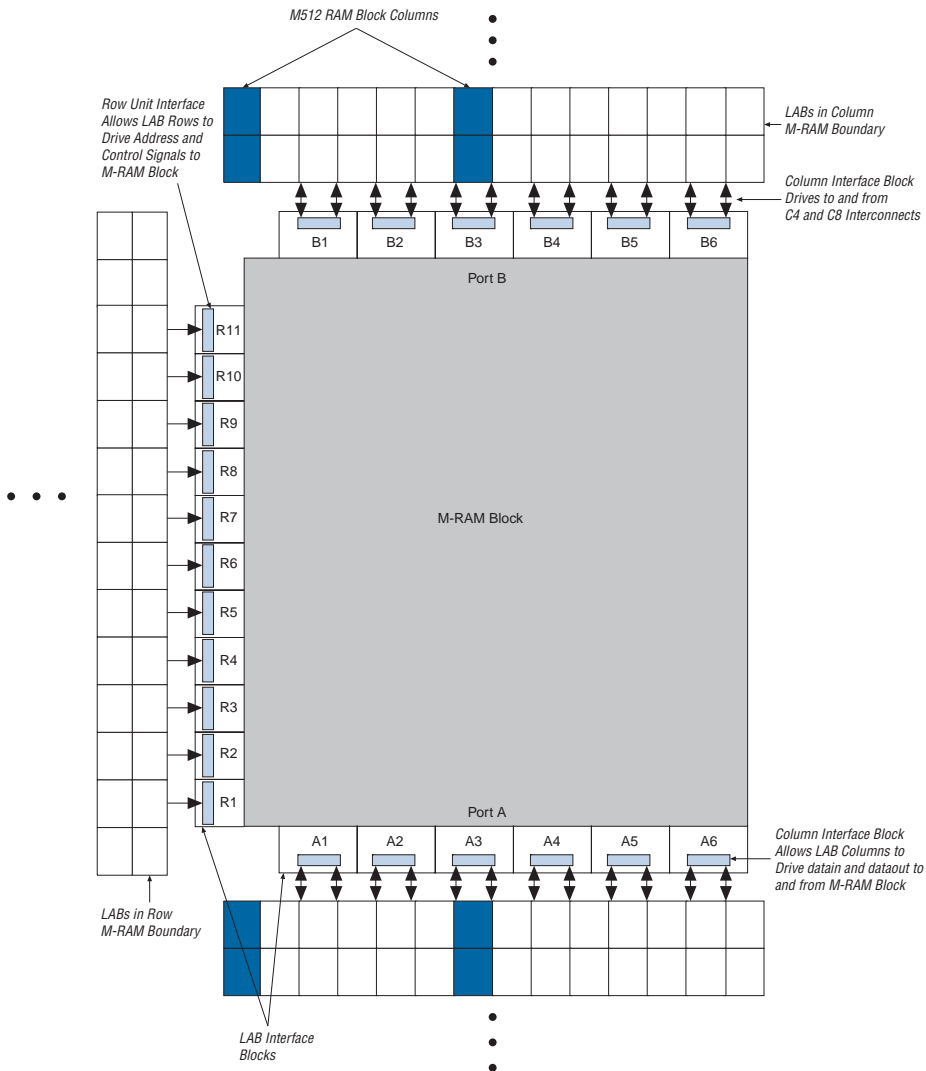 M512 RAM Block Columns
Row Unit Interface
Allows LAB Rows to
Drive Address and
Control Signals to
M-RAM Block
LABs in Column
M-RAM Boundary
Column Interface Block
Drives to and from
C4 and C8 Interconnects
B1 B2 B3 B4 B5 B6
Port B
R11
R10
R9
R8
R7
M-RAM Block
R6
R5
R4
R3
R2
R1
Port A
A1 A2 A3 A4 A5 A6
Column Interface Block
Allows LAB Columns to
Drive datain and dataout to
and from M-RAM Block
LABs in Row
M-RAM Boundary
LAB Interface
Blocks